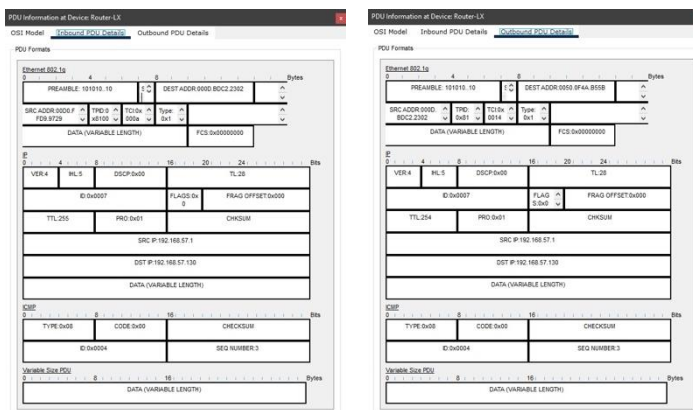 PDU Information at Device: Router-LX
OSI Model Inbound PDU Details Outbound PDU Details
PDU Formats
Ethernet 802.1q
0 4 8 Bytes
PREAMBLE: 101010..10 DEST ADDR:000D.BDC2.2302
SRC ADDR:00D0.F FD9.9729 TPID:0 x8100 TCI:0x 000a Type: 0x1
DATA (VARIABLE LENGTH) FCS:0x00000000
IP
0 4 8 16 20 24 Bits
VER:4 IHL:5 DSCP:0x00 TL:28
ID:0x0007 FLAGS:0x 0 FRAG OFFSET:0x000
TTL:255 PRO:0x01 CHKSUM
SRC IP:192.168.57.1
DST IP:192.168.57.130
DATA (VARIABLE LENGTH)
ICMP
0 8 16 Bits
TYPE:0x08 CODE:0x00 CHECKSUM
ID:0x0004 SEQ NUMBER:3
Variable Size PDU
0 8 16 Bytes
DATA (VARIABLE LENGTH)
PDU Information at Device: Router-LX
OSI Model Inbound PDU Details Outbound PDU Details
PDU Formats
Ethernet 802.1q
0 4 8 Bytes
PREAMBLE: 101010..10 DEST ADDR:0050.0F4A.B55B
SRC ADDR:000D. BDC2.2302 TPID: 0x81 TCI:0x 0014 Type: 0x1
DATA (VARIABLE LENGTH) FCS:0x00000000
IP
0 4 8 16 20 24 Bits
VER:4 IHL:5 DSCP:0x00 TL:28
ID:0x0007 FLAG S:0x0 FRAG OFFSET:0x000
TTL:254 PRO:0x01 CHKSUM
SRC IP:192.168.57.1
DST IP:192.168.57.130
DATA (VARIABLE LENGTH)
ICMP
0 8 16 Bits
TYPE:0x08 CODE:0x00 CHECKSUM
ID:0x0004 SEQ NUMBER:3
Variable Size PDU
0 8 16 Bytes
DATA (VARIABLE LENGTH)